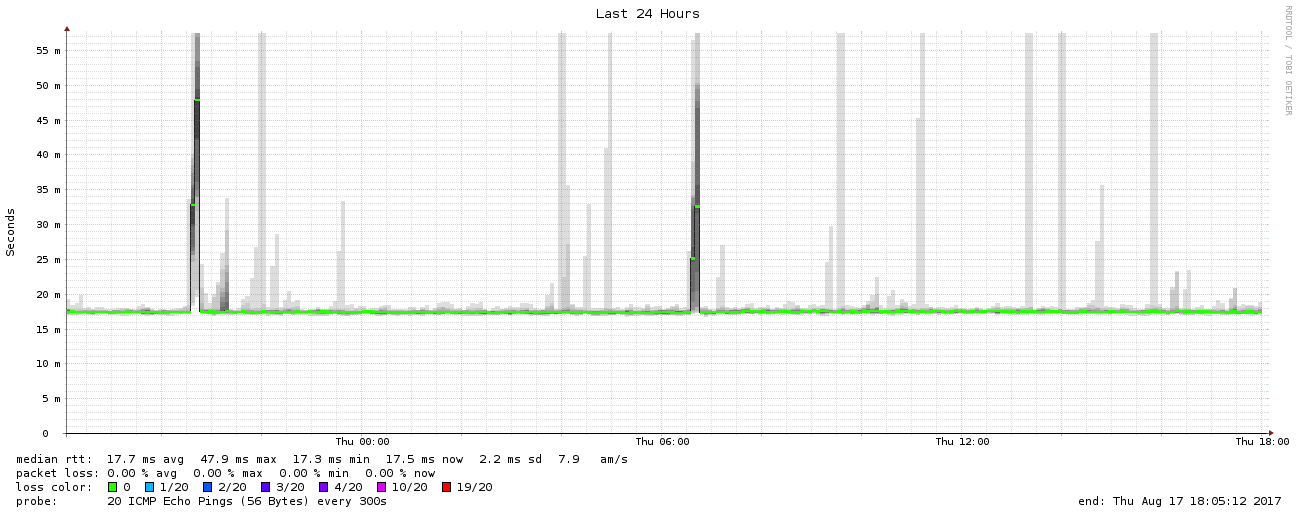 Last 24 Hours
RRDTOOL / TOBI OETIKER
Seconds
55 m
50 m
45 m
40 m
35 m
30 m
25 m
20 m
15 m
10 m
5 m
0
Thu 00:00 Thu 06:00 Thu 12:00 Thu 18:00
median rtt: 17.7 ms avg 47.9 ms max 17.3 ms min 17.5 ms now 2.2 ms sd 7.9 am/s
packet loss: 0.00 % avg 0.00 % max 0.00 % min 0.00 % now
loss color: 0 1/20 2/20 3/20 4/20 10/20 19/20
probe: 20 ICMP Echo Pings (56 Bytes) every 300s end: Thu Aug 17 18:05:12 2017